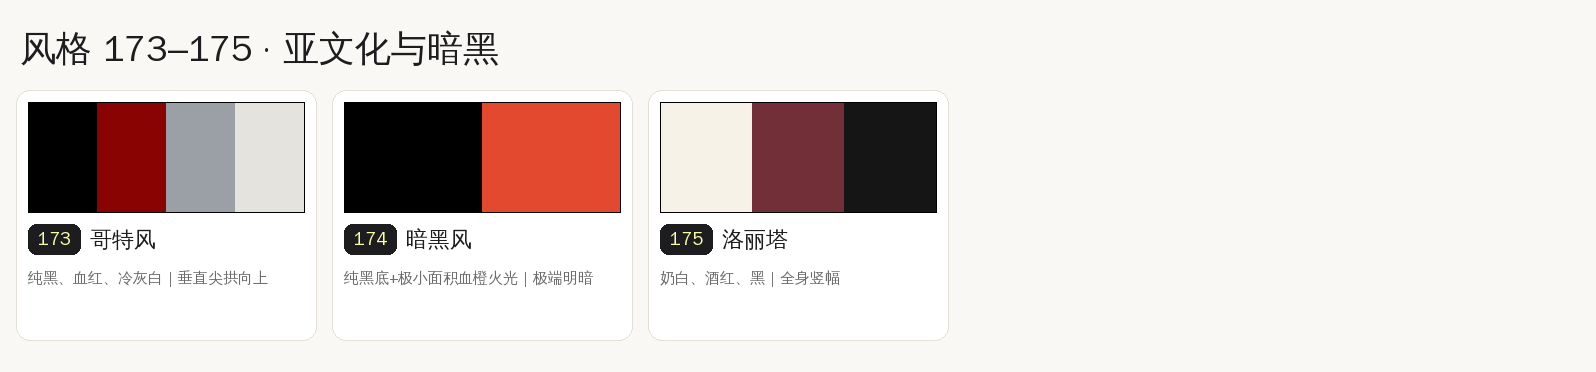 风格 173–175 · 亚文化与暗黑
173 哥特风
纯黑、血红、冷灰白｜垂直尖拱向上
174 暗黑风
纯黑底+极小面积血橙火光｜极端明暗
175 洛丽塔
奶白、酒红、黑｜全身竖幅